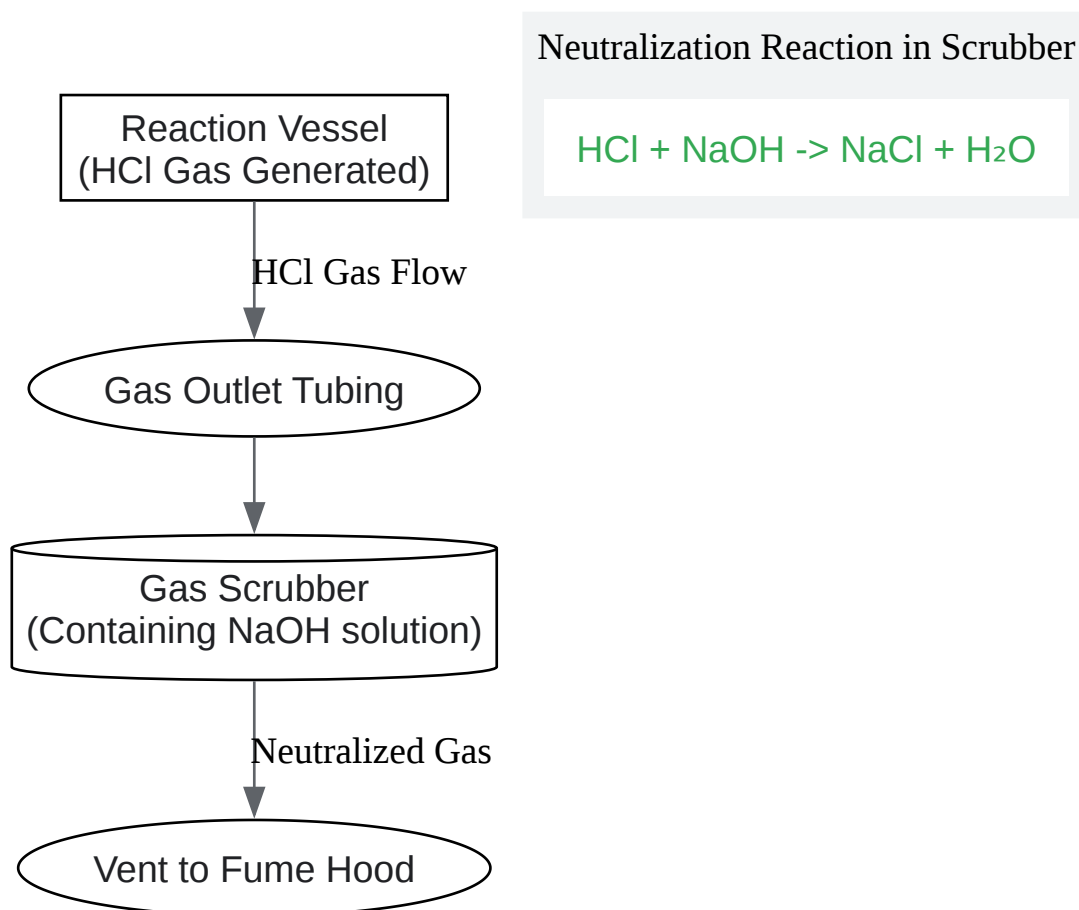 Neutralization Reaction in Scrubber
HCl + NaOH -> NaCl + H₂O
Reaction Vessel
(HCl Gas Generated)
HCl Gas Flow
Gas Outlet Tubing
Gas Scrubber
(Containing NaOH solution)
Neutralized Gas
Vent to Fume Hood